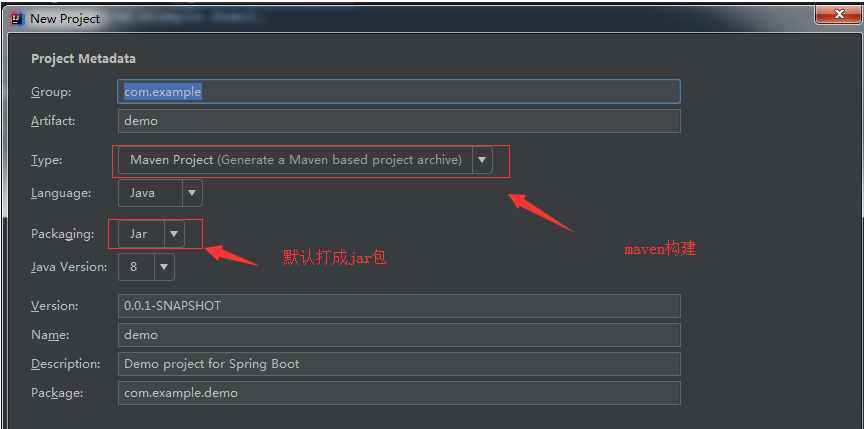 New Project
Project Metadata
Group: com.example
Artifact: demo
Type: Maven Project (Generate a Maven based project archive)
Language: Java
Packaging: Jar
默认打成jar包
maven构建
Java Version: 8
Version: 0.0.1-SNAPSHOT
Name: demo
Description: Demo project for Spring Boot
Package: com.example.demo